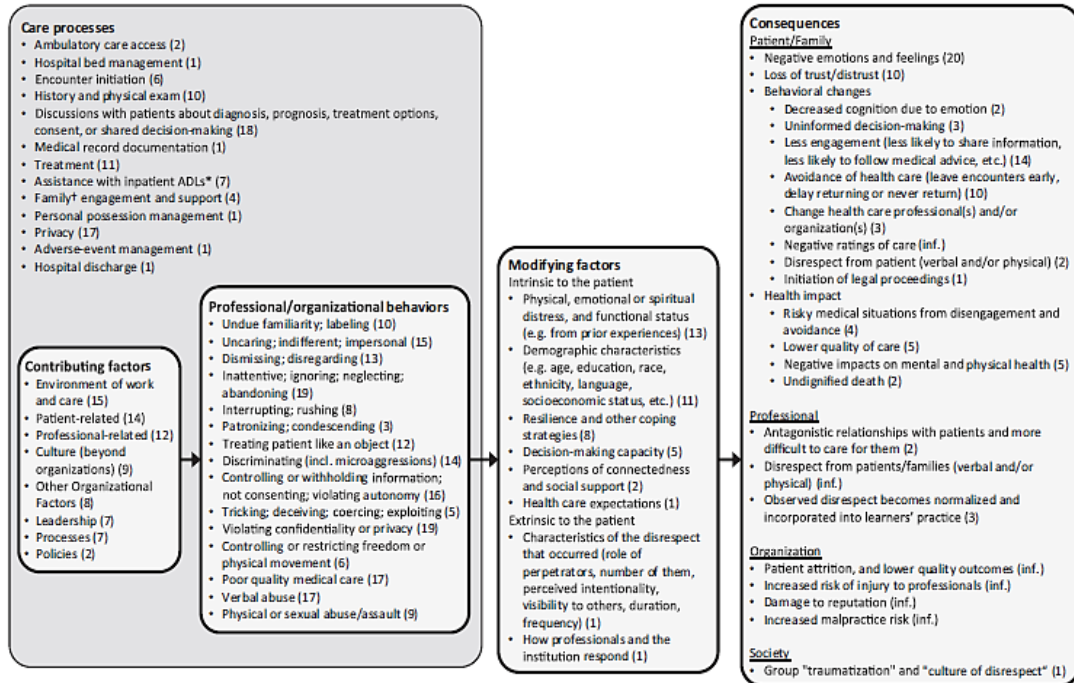 Care processes
• Ambulatory care access (2)
• Hospital bed management (1)
• Encounter initiation (6)
• History and physical exam (10)
• Discussions with patients about diagnosis, prognosis, treatment options,
consent, or shared decision-making (18)
• Medical record documentation (1)
• Treatment (11)
• Assistance with inpatient ADLs* (7)
• Family† engagement and support (4)
• Personal possession management (1)
• Privacy (17)
• Adverse-event management (1)
• Hospital discharge (1)
Contributing factors
• Environment of work
and care (15)
• Patient-related (14)
• Professional-related (12)
• Culture (beyond
organizations) (9)
• Other Organizational
Factors (8)
• Leadership (7)
• Processes (7)
• Policies (2)
Professional/organizational behaviors
• Undue familiarity; labeling (10)
• Uncaring; indifferent; impersonal (15)
• Dismissing; disregarding (13)
• Inattentive; ignoring; neglecting;
abandoning (19)
• Interrupting; rushing (8)
• Patronizing; condescending (3)
• Treating patient like an object (12)
• Discriminating (incl. microaggressions) (14)
• Controlling or withholding information;
not consenting; violating autonomy (16)
• Tricking; deceiving; coercing; exploiting (5)
• Violating confidentiality or privacy (19)
• Controlling or restricting freedom or
physical movement (6)
• Poor quality medical care (17)
• Verbal abuse (17)
• Physical or sexual abuse/assault (9)
Modifying factors
Intrinsic to the patient
• Physical, emotional or spiritual
distress, and functional status
(e.g. from prior experiences) (13)
• Demographic characteristics
(e.g. age, education, race,
ethnicity, language,
socioeconomic status, etc.) (11)
• Resilience and other coping
strategies (8)
• Decision-making capacity (5)
• Perceptions of connectedness
and social support (2)
• Health care expectations (1)
Extrinsic to the patient
• Characteristics of the disrespect
that occurred (role of
perpetrators, number of them,
perceived intentionality,
visibility to others, duration,
frequency) (1)
• How professionals and the
institution respond (1)
Consequences
Patient/Family
• Negative emotions and feelings (20)
• Loss of trust/distrust (10)
• Behavioral changes
• Decreased cognition due to emotion (2)
• Uninformed decision-making (3)
• Less engagement (less likely to share information,
less likely to follow medical advice, etc.) (14)
• Avoidance of health care (leave encounters early,
delay returning or never return) (10)
• Change health care professional(s) and/or
organization(s) (3)
• Negative ratings of care (inf.)
• Disrespect from patient (verbal and/or physical) (2)
• Initiation of legal proceedings (1)
• Health impact
• Risky medical situations from disengagement and
avoidance (4)
• Lower quality of care (5)
• Negative impacts on mental and physical health (5)
• Undignified death (2)
Professional
• Antagonistic relationships with patients and more
difficult to care for them (2)
• Disrespect from patients/families (verbal and/or
physical) (inf.)
• Observed disrespect becomes normalized and
incorporated into learners' practice (3)
Organization
• Patient attrition, and lower quality outcomes (inf.)
• Increased risk of injury to professionals (inf.)
• Damage to reputation (inf.)
• Increased malpractice risk (inf.)
Society
• Group "traumatization" and "culture of disrespect" (1)